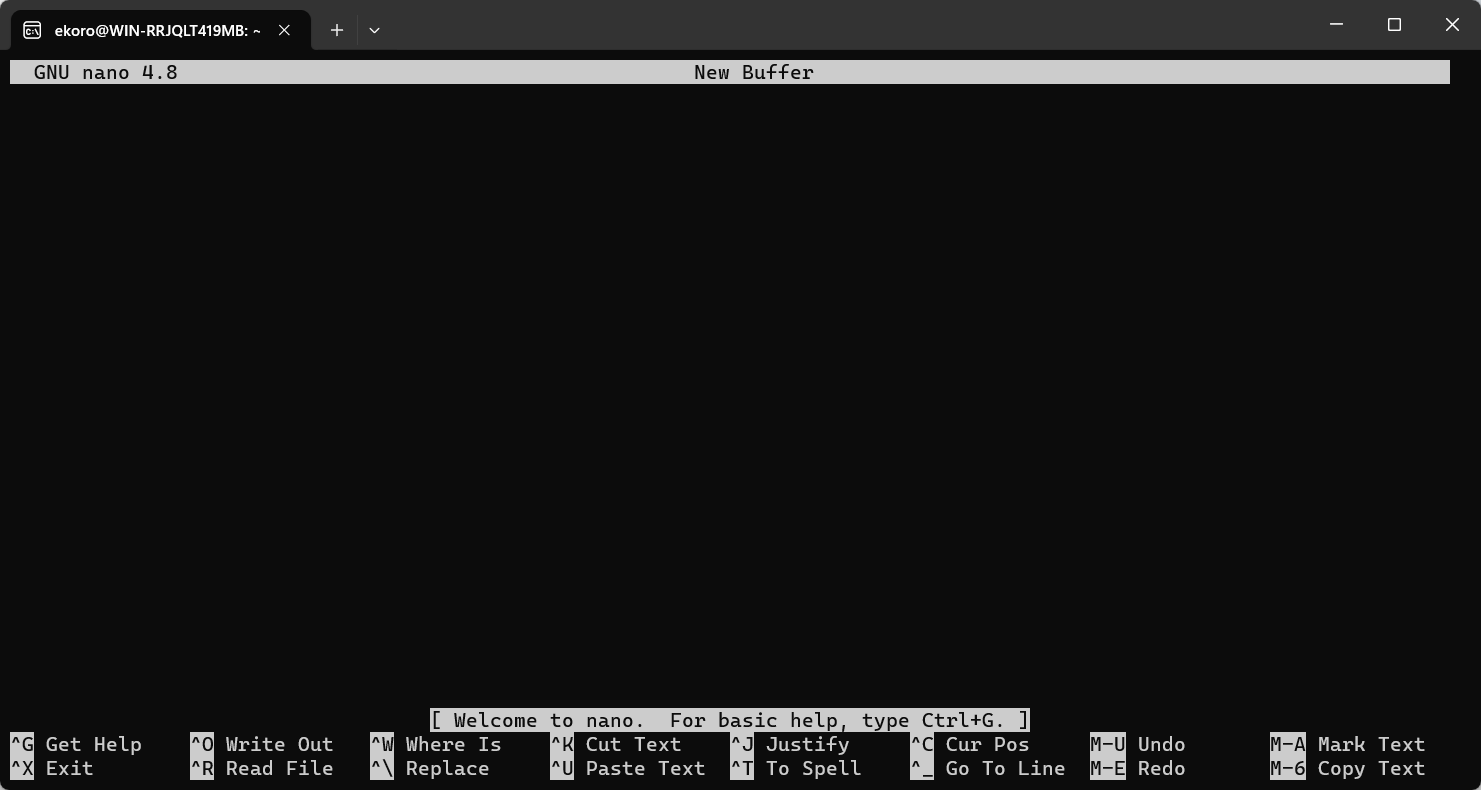 ekoro@WIN-RRJQLT419MB: ~
GNU nano 4.8 New Buffer
[ Welcome to nano.  For basic help, type Ctrl+G. ]
^G Get Help ^O Write Out ^W Where Is ^K Cut Text ^J Justify ^C Cur Pos M-U Undo M-A Mark Text
^X Exit ^R Read File ^\ Replace ^U Paste Text ^T To Spell ^_ Go To Line M-E Redo M-6 Copy Text